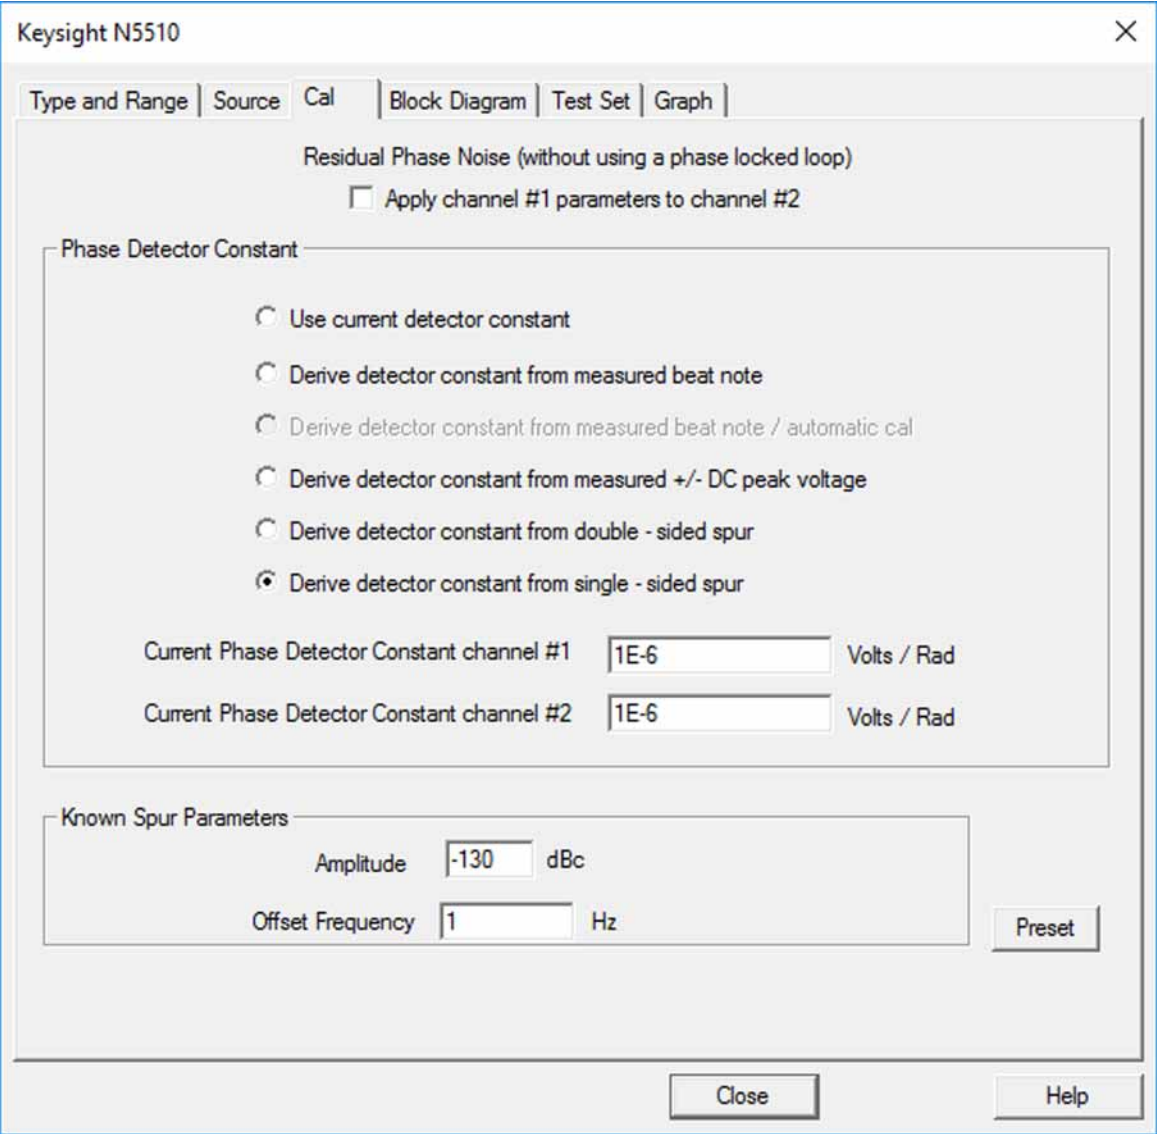 Keysight N5510
Type and Range Source Cal Block Diagram Test Set Graph
Residual Phase Noise (without using a phase locked loop)
Apply channel #1 parameters to channel #2
Phase Detector Constant
Use current detector constant
Derive detector constant from measured beat note
Derive detector constant from measured beat note / automatic cal
Derive detector constant from measured +/- DC peak voltage
Derive detector constant from double - sided spur
Derive detector constant from single - sided spur
Current Phase Detector Constant channel #1 1E-6 Volts / Rad
Current Phase Detector Constant channel #2 1E-6 Volts / Rad
Known Spur Parameters
Amplitude -130 dBc
Offset Frequency 1 Hz
Preset
Close Help